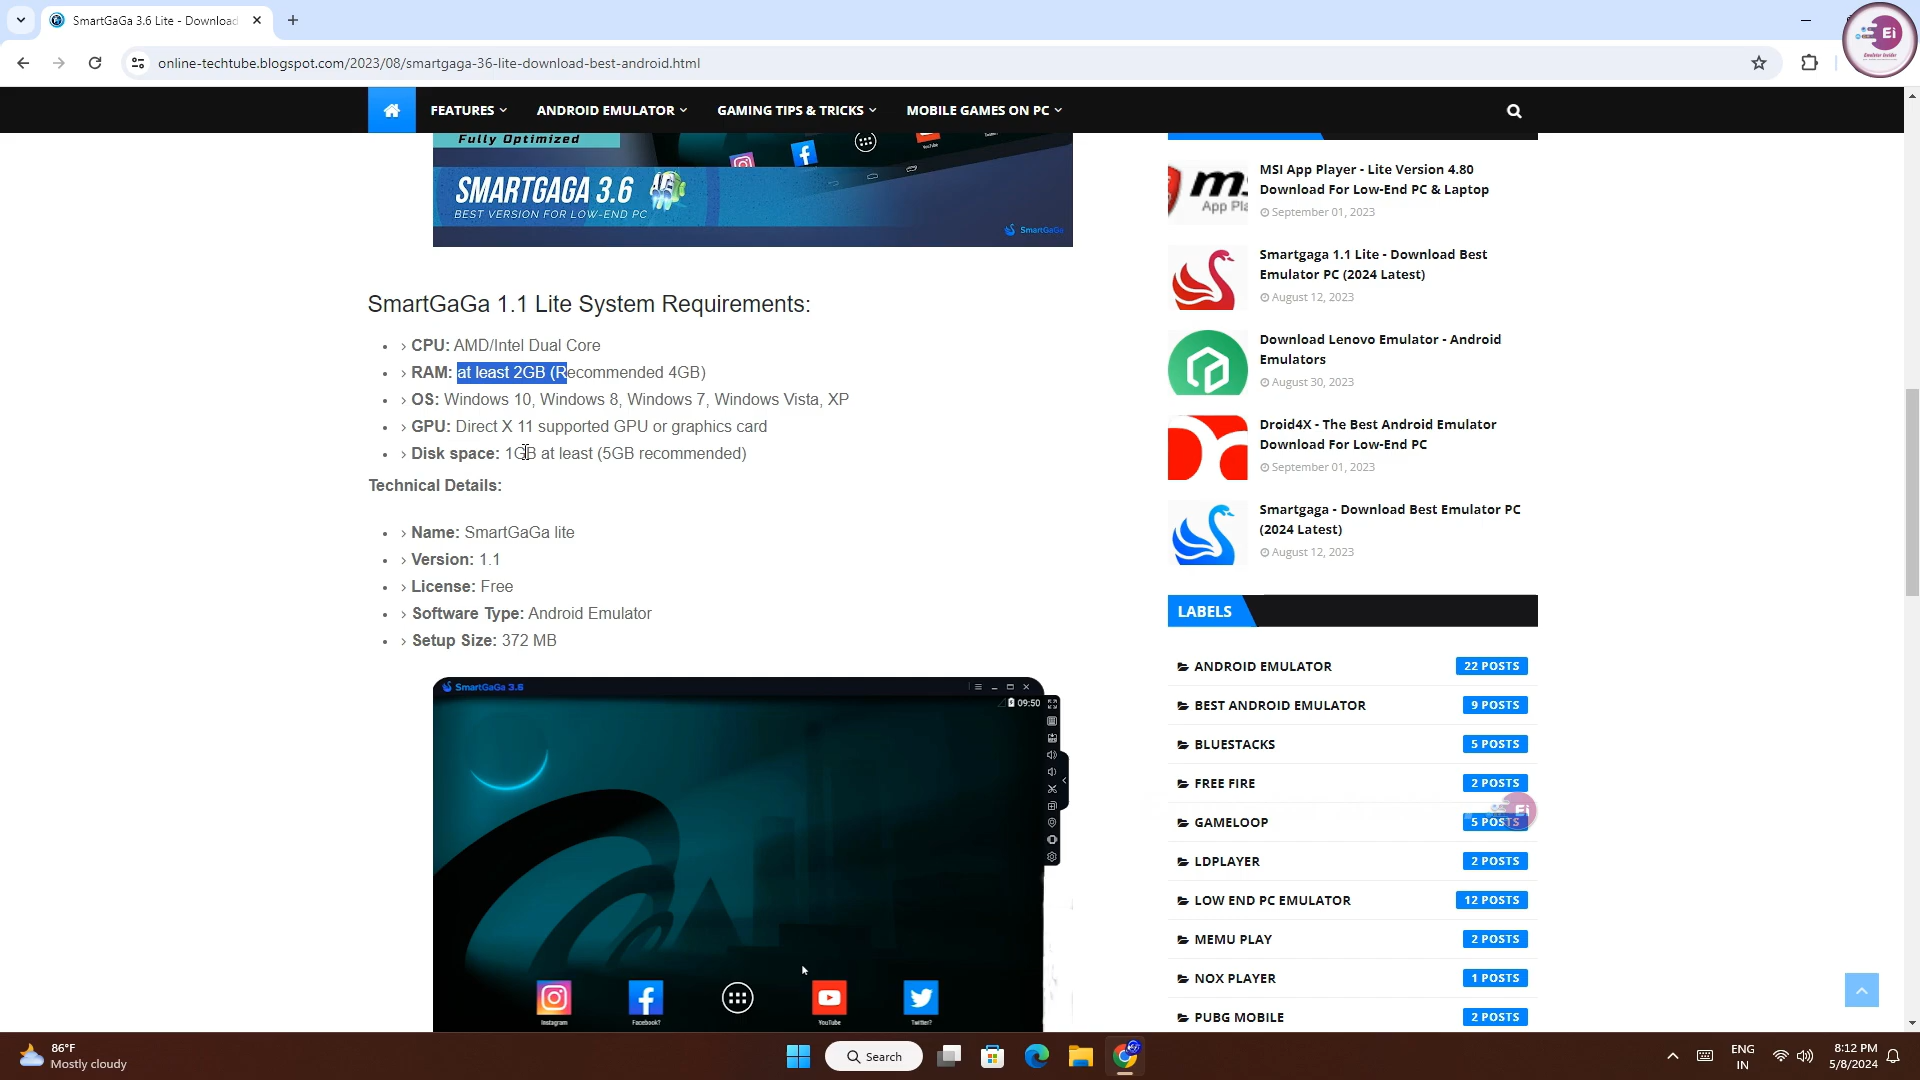 SmartGaGa 3.6 Lite - Download
online-techtube.blogspot.com/2023/08/smartgaga-36-lite-download-best-android.html
Ei
Emulator Insider
FEATURES
ANDROID EMULATOR
GAMING TIPS & TRICKS
MOBILE GAMES ON PC
Fully Optimized
SMARTGAGA 3.6
BEST VERSION FOR LOW-END PC
SmartGaGa
SmartGaGa 1.1 Lite System Requirements:
› CPU: AMD/Intel Dual Core
› RAM: at least 2GB (Recommended 4GB)
› OS: Windows 10, Windows 8, Windows 7, Windows Vista, XP
› GPU: Direct X 11 supported GPU or graphics card
› Disk space: 1GB at least (5GB recommended)
Technical Details:
› Name: SmartGaGa lite
› Version: 1.1
› License: Free
› Software Type: Android Emulator
› Setup Size: 372 MB
SmartGaGa 3.6
09:50
Instagram
Facebook?
YouTube
Twitter?
App Pla
MSI App Player - Lite Version 4.80
Download For Low-End PC & Laptop
September 01, 2023
Smartgaga 1.1 Lite - Download Best
Emulator PC (2024 Latest)
August 12, 2023
Download Lenovo Emulator - Android
Emulators
August 30, 2023
Droid4X - The Best Android Emulator
Download For Low-End PC
September 01, 2023
Smartgaga - Download Best Emulator PC
(2024 Latest)
August 12, 2023
LABELS
ANDROID EMULATOR 22 POSTS
BEST ANDROID EMULATOR 9 POSTS
BLUESTACKS 5 POSTS
FREE FIRE 2 POSTS
Ei
GAMELOOP 5 POSTS
LDPLAYER 2 POSTS
LOW END PC EMULATOR 12 POSTS
MEMU PLAY 2 POSTS
NOX PLAYER 1 POSTS
PUBG MOBILE 2 POSTS
86°F
Mostly cloudy
Search
ENG
IN
8:12 PM
5/8/2024